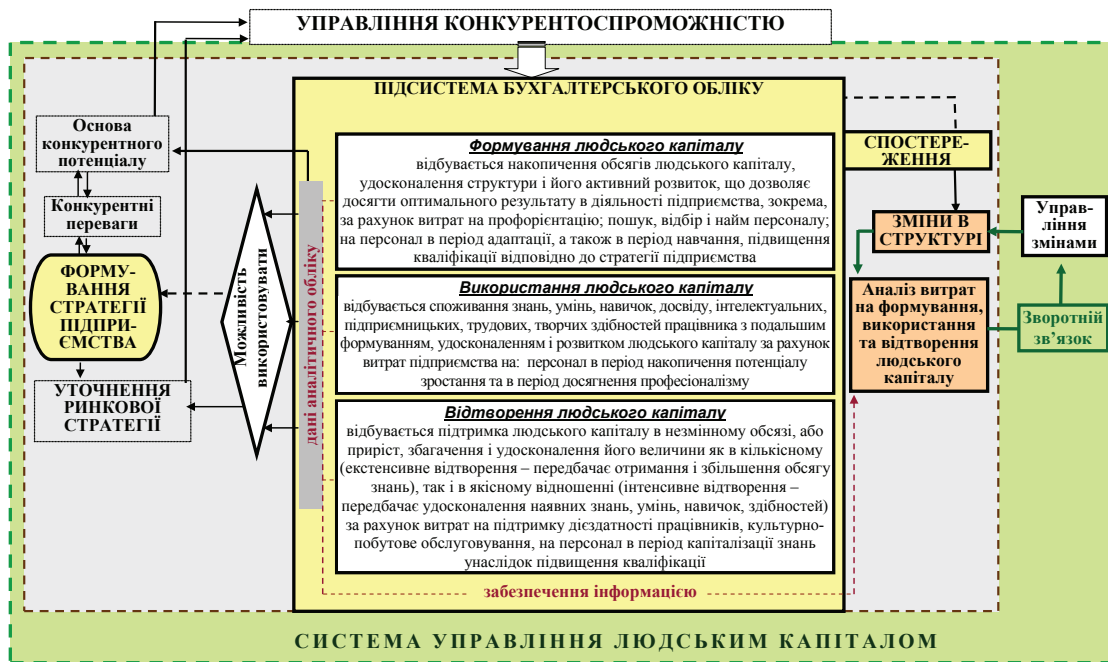 УПРАВЛІННЯ КОНКУРЕНТОСПРОМОЖНІСТЮ
ПІДСИСТЕМА БУХГАЛТЕРСЬКОГО ОБЛІКУ
Основа
конкурентного
потенціалу
Конкурентні
переваги
ФОРМУ-
ВАННЯ
СТРАТЕГІЇ
ПІДПРИ-
ЄМСТВА
УТОЧНЕННЯ
РИНКОВОЇ
СТРАТЕГІЇ
Можливість
використовувати
дані аналітичного обліку
Формування людського капіталу
відбувається накопичення обсягів людського капіталу,
удосконалення структури і його активний розвиток, що дозволяє
досягти оптимального результату в діяльності підприємства, зокрема,
за рахунок витрат на профорієнтацію; пошук, відбір і найм персоналу;
на персонал в період адаптації, а також в період навчання, підвищення
кваліфікації відповідно до стратегії підприємства
Використання людського капіталу
відбувається споживання знань, умінь, навичок, досвіду, інтелектуальних,
підприємницьких, трудових, творчих здібностей працівника з подальшим
формуванням, удосконаленням і розвитком людського капіталу за рахунок
витрат підприємства на: персонал в період накопичення потенціалу
зростання та в період досягнення професіоналізму
Відтворення людського капіталу
відбувається підтримка людського капіталу в незмінному обсязі, або
приріст, збагачення і удосконалення його величини як в кількісному
(екстенсивне відтворення – передбачає отримання і збільшення обсягу
знань), так і в якісному відношенні (інтенсивне відтворення –
передбачає удосконалення наявних знань, умінь, навичок, здібностей)
за рахунок витрат на підтримку дієздатності працівників, культурно-
побутове обслуговування, на персонал в період капіталізації знань
унаслідок підвищення кваліфікації
забезпечення інформацією
СПОСТЕРЕ-
ЖЕННЯ
ЗМІНИ В
СТРУКТУРІ
Аналіз витрат
на формування,
використання
та відтворення
людського
капіталу
Управ-
ління
змінами
Зворотній
зв’язок
СИСТЕМА УПРАВЛІННЯ ЛЮДСЬКИМ КАПІТАЛОМ